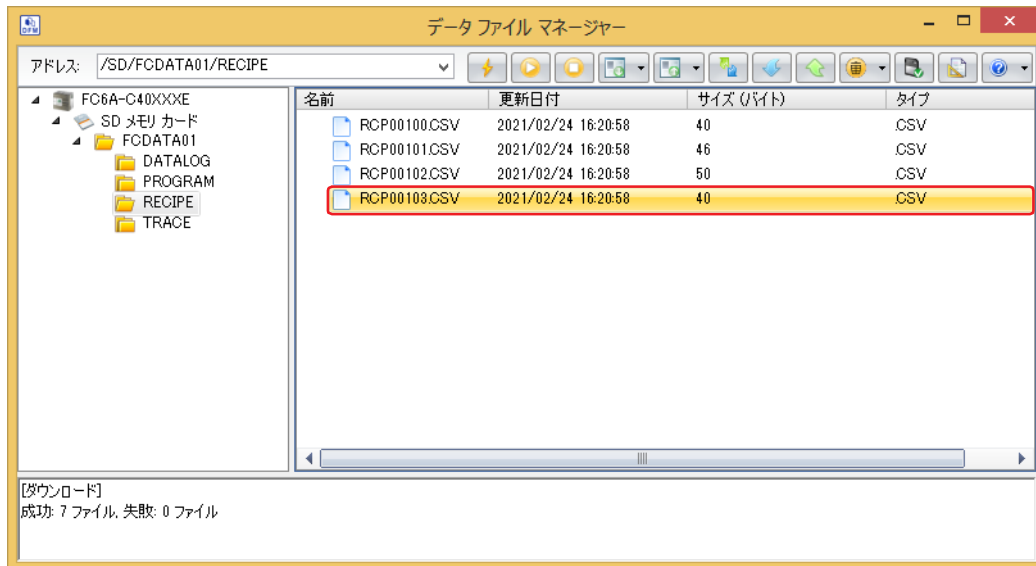 データ ファイル マネージャー
アドレス: /SD/FCDATA01/RECIPE
FC6A-C40XXXE
SD メモリ カード
FCDATA01
DATALOG
PROGRAM
RECIPE
TRACE
名前 更新日付 サイズ (バイト) タイプ
RCP00100.CSV 2021/02/24 16:20:58 40 .CSV
RCP00101.CSV 2021/02/24 16:20:58 46 .CSV
RCP00102.CSV 2021/02/24 16:20:58 50 .CSV
RCP00103.CSV 2021/02/24 16:20:58 40 .CSV
[ダウンロード]
成功: 7 ファイル, 失敗: 0 ファイル